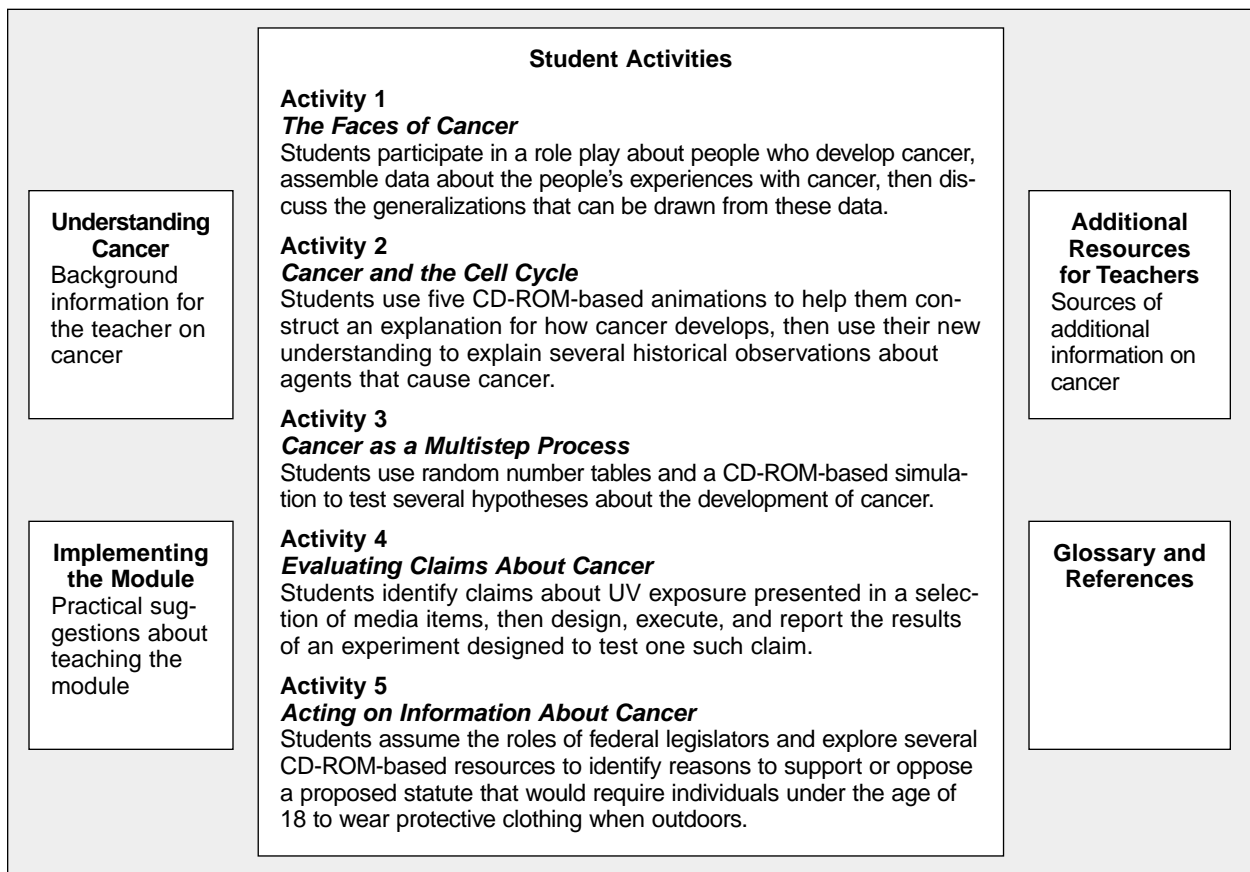 Understanding
Cancer
Background
information for
the teacher on
cancer
Implementing
the Module
Practical sug-
gestions about
teaching the
module
Student Activities
Activity 1
The Faces of Cancer
Students participate in a role play about people who develop cancer,
assemble data about the people’s experiences with cancer, then dis-
cuss the generalizations that can be drawn from these data.
Activity 2
Cancer and the Cell Cycle
Students use five CD-ROM-based animations to help them con-
struct an explanation for how cancer develops, then use their new
understanding to explain several historical observations about
agents that cause cancer.
Activity 3
Cancer as a Multistep Process
Students use random number tables and a CD-ROM-based simula-
tion to test several hypotheses about the development of cancer.
Activity 4
Evaluating Claims About Cancer
Students identify claims about UV exposure presented in a selec-
tion of media items, then design, execute, and report the results
of an experiment designed to test one such claim.
Activity 5
Acting on Information About Cancer
Students assume the roles of federal legislators and explore several
CD-ROM-based resources to identify reasons to support or oppose
a proposed statute that would require individuals under the age of
18 to wear protective clothing when outdoors.
Additional
Resources
for Teachers
Sources of
additional
information on
cancer
Glossary and
References